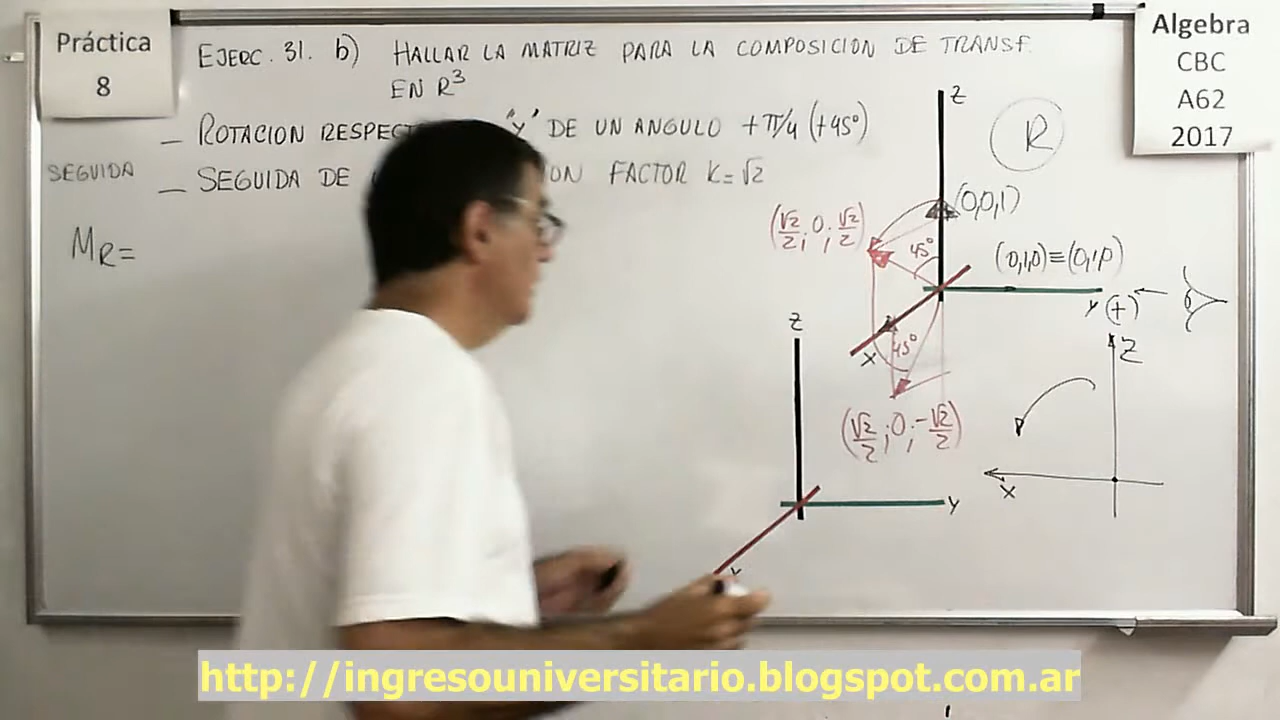 Práctica
8
EJERC. 31. b) HALLAR LA MATRIZ PARA LA COMPOSICION DE TRANSF.
EN R³
_ ROTACION RESPEC "Y" DE UN ANGULO +π/4 (+45°)
SEGUIDA _ SEGUIDA DE ON FACTOR K=√2
M_R=
Algebra
CBC
A62
2017
Z
R
(0,0,1)
(√2/2; 0; √2/2)
45°
(0,1,0)≡(0,1,0)
Y (+)
X
45°
(√2/2; 0; -√2/2)
Z
X
Z
Y
http://ingresouniversitario.blogspot.com.ar